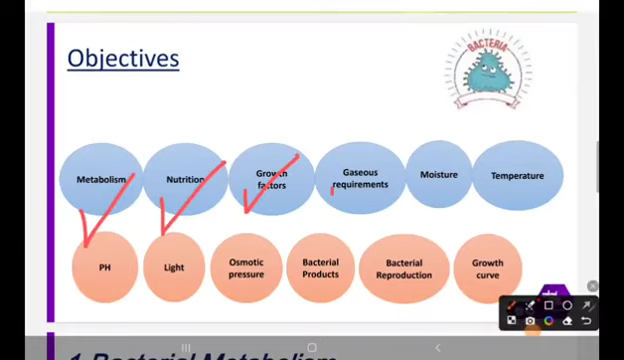 Objectives
BACTERIA
Metabolism
Nutrition
Growth
factors
Gaseous
requirements
Moisture
Temperature
PH
Light
Osmotic
pressure
Bacterial
Products
Bacterial
Reproduction
Growth
curve
1. Bacterial Metabolism